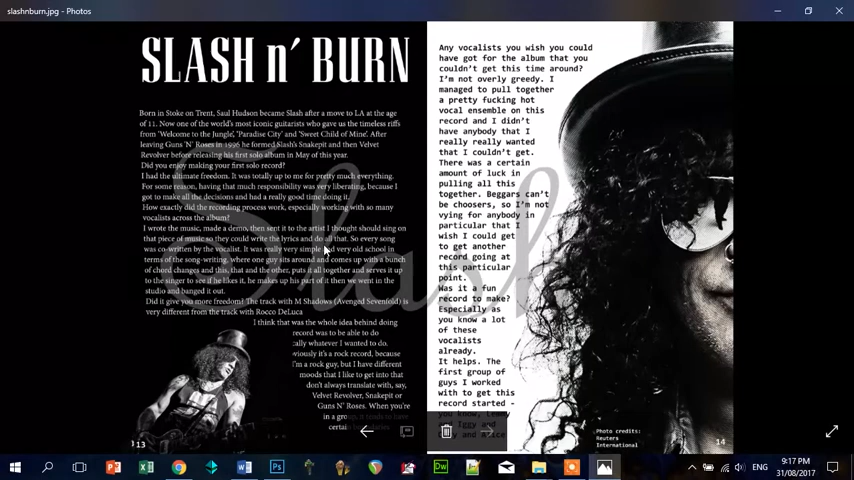 slashnburn.jpg - Photos
SLASH n' BURN
Born in Stoke on Trent, Saul Hudson became Slash after a move to LA at the age
of 11. Now one of the world's most iconic guitarists who gave us the timeless riffs
from 'Welcome to the Jungle', 'Paradise City' and 'Sweet Child of Mine'. After
leaving Guns 'N' Roses in 1996 he formed Slash's Snakepit and then Velvet
Revolver before releasing his first solo album in May of this year.
Did you enjoy making your first solo record?
I had the ultimate freedom. It was totally up to me for pretty much everything.
For some reason, having that much responsibility was very liberating, because I
got to make all the decisions and had a really good time doing it.
How exactly did the recording process work, especially working with so many
vocalists across the album?
I wrote the music, made a demo, then sent it to the artist I thought should sing on
that piece of music so they could write the lyrics and do all that. So every song
was co-written by the vocalist. It was really very simple and very old school in
terms of the song-writing, where one guy sits around and comes up with a bunch
of chord changes and this, that and the other, puts it all together and serves it up
to the singer to see if he likes it, he makes up his part of it then we went in the
studio and banged it out.
Did it give you more freedom? The track with M Shadows (Avenged Sevenfold) is
very different from the track with Rocco DeLuca
I think that was the whole idea behind doing
record was to be able to do
cally whatever I wanted to do.
viously it's a rock record, because
I'm a rock guy, but I have different
moods that I like to get into that
don't always translate with, say,
Velvet Revolver, Snakepit or
Guns N' Roses. When you're
in a
certain
13
Slash
Any vocalists you wish you could
have got for the album that you
couldn't get this time around?
I'm not overly greedy. I
managed to pull together
a pretty fucking hot
vocal ensemble on this
record and I didn't
have anybody that I
really really wanted
that I couldn't get.
There was a certain
amount of luck in
pulling all this
together. Beggars can't
be choosers, so I'm not
vying for anybody in
particular that I
wish I could get
to get another
record going at
this particular
point.
Was it a fun
record to make?
Especially as
you know a lot
of these
vocalists
already.
It helps. The
first group of
guys I worked
with to get this
record started -
you know, Lemmy
Iggy and
Photo credits:
Reuters
International
14
ENG
9:17 PM
31/08/2017